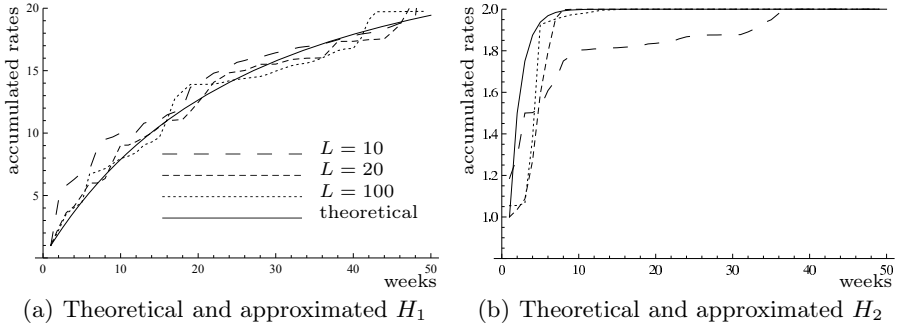 accumulated rates
20
15
10
5
0 10 20 30 40 50
weeks
L = 10
L = 20
L = 100
theoretical
(a) Theoretical and approximated H₁
accumulated rates
2.0
1.8
1.6
1.4
1.2
1.0
0 10 20 30 40 50
weeks
(b) Theoretical and approximated H₂